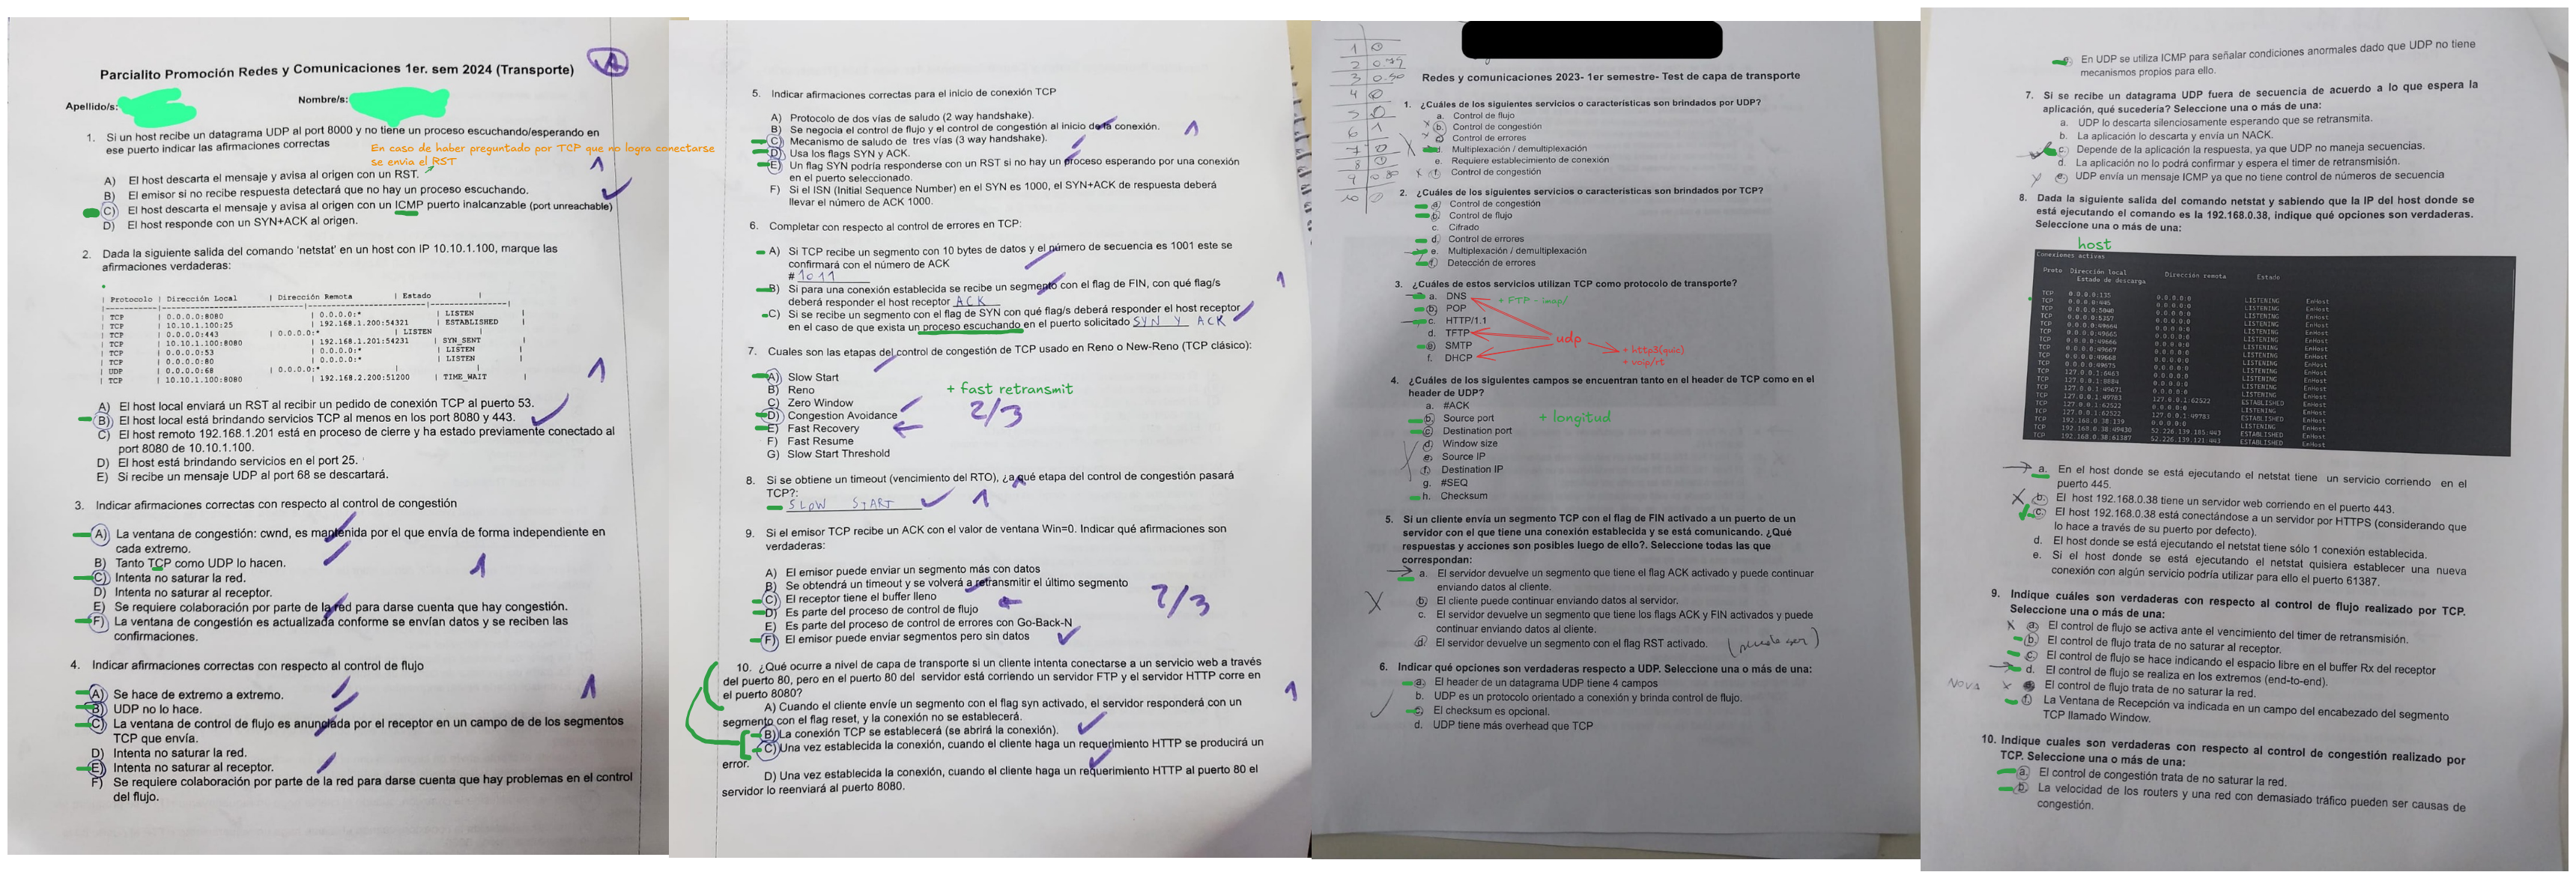 Parcialito Promoción Redes y Comunicaciones 1er. sem 2024 (Transporte)
Apellido/s:
Nombre/s:
1. Si un host recibe un datagrama UDP al port 8000 y no tiene un proceso escuchando/esperando en
ese puerto indicar las afirmaciones correctas
En caso de haber preguntado por TCP que no logra conectarse
se envia el RST
1
A) El host descarta el mensaje y avisa al origen con un RST.
B) El emisor si no recibe respuesta detectará que no hay un proceso escuchando.
C) El host descarta el mensaje y avisa al origen con un ICMP puerto inalcanzable (port unreachable)
D) El host responde con un SYN+ACK al origen.
2. Dada la siguiente salida del comando 'netstat' en un host con IP 10.10.1.100, marque las
afirmaciones verdaderas:
| Protocolo | Dirección Local | Dirección Remota | Estado |
| TCP | 0.0.0.0:8080 | 0.0.0.0:* | LISTEN |
| TCP | 10.10.1.100:25 | 192.168.1.200:54321 | ESTABLISHED |
| TCP | 0.0.0.0:443 | 0.0.0.0:* | LISTEN |
| TCP | 10.10.1.100:8080 | 192.168.1.201:54231 | SYN_SENT |
| TCP | 0.0.0.0:53 | 0.0.0.0:* | LISTEN |
| TCP | 0.0.0.0:80 | 0.0.0.0:* | LISTEN |
| UDP | 0.0.0.0:68 | 0.0.0.0:* | |
| TCP | 10.10.1.100:8080 | 192.168.2.200:51200 | TIME_WAIT |
1
A) El host local enviará un RST al recibir un pedido de conexión TCP al puerto 53.
B) El host local está brindando servicios TCP al menos en los port 8080 y 443.
C) El host remoto 192.168.1.201 está en proceso de cierre y ha estado previamente conectado al
port 8080 de 10.10.1.100.
D) El host está brindando servicios en el port 25.
E) Si recibe un mensaje UDP al port 68 se descartará.
3. Indicar afirmaciones correctas con respecto al control de congestión
A) La ventana de congestión: cwnd, es mantenida por el que envía de forma independiente en
cada extremo.
B) Tanto TCP como UDP lo hacen.
C) Intenta no saturar la red.
D) Intenta no saturar al receptor.
E) Se requiere colaboración por parte de la red para darse cuenta que hay congestión.
F) La ventana de congestión es actualizada conforme se envían datos y se reciben las
confirmaciones.
1
4. Indicar afirmaciones correctas con respecto al control de flujo
A) Se hace de extremo a extremo.
B) UDP no lo hace.
C) La ventana de control de flujo es anunciada por el receptor en un campo de de los segmentos
TCP que envía.
D) Intenta no saturar la red.
E) Intenta no saturar al receptor.
F) Se requiere colaboración por parte de la red para darse cuenta que hay problemas en el control
del flujo.
1
5. Indicar afirmaciones correctas para el inicio de conexión TCP
A) Protocolo de dos vías de saludo (2 way handshake).
B) Se negocia el control de flujo y el control de congestión al inicio de la conexión.
C) Mecanismo de saludo de tres vías (3 way handshake).
D) Usa los flags SYN y ACK.
E) Un flag SYN podría responderse con un RST si no hay un proceso esperando por una conexión
en el puerto seleccionado.
F) Si el ISN (Initial Sequence Number) en el SYN es 1000, el SYN+ACK de respuesta deberá
llevar el número de ACK 1000.
1
6. Completar con respecto al control de errores en TCP:
A) Si TCP recibe un segmento con 10 bytes de datos y el número de secuencia es 1001 este se
confirmará con el número de ACK
# 1011
B) Si para una conexión establecida se recibe un segmento con el flag de FIN, con qué flag/s
deberá responder el host receptor ACK
C) Si se recibe un segmento con el flag de SYN con qué flag/s deberá responder el host receptor
en el caso de que exista un proceso escuchando en el puerto solicitado SYN Y ACK
1
7. Cuales son las etapas del control de congestión de TCP usado en Reno o New-Reno (TCP clásico):
A) Slow Start
B) Reno
C) Zero Window
D) Congestion Avoidance
E) Fast Recovery
F) Fast Resume
G) Slow Start Threshold
+ fast retransmit
2/3
8. Si se obtiene un timeout (vencimiento del RTO), ¿a qué etapa del control de congestión pasará
TCP?:
SLOW START
1
9. Si el emisor TCP recibe un ACK con el valor de ventana Win=0. Indicar qué afirmaciones son
verdaderas:
A) El emisor puede enviar un segmento más con datos
B) Se obtendrá un timeout y se volverá a retransmitir el último segmento
C) El receptor tiene el buffer lleno
D) Es parte del proceso de control de flujo
E) Es parte del proceso de control de errores con Go-Back-N
F) El emisor puede enviar segmentos pero sin datos
2/3
10. ¿Qué ocurre a nivel de capa de transporte si un cliente intenta conectarse a un servicio web a través
del puerto 80, pero en el puerto 80 del servidor está corriendo un servidor FTP y el servidor HTTP corre en
el puerto 8080?
A) Cuando el cliente envíe un segmento con el flag syn activado, el servidor responderá con un
segmento con el flag reset, y la conexión no se establecerá.
B) La conexión TCP se establecerá (se abrirá la conexión).
C) Una vez establecida la conexión, cuando el cliente haga un requerimiento HTTP se producirá un
error.
D) Una vez establecida la conexión, cuando el cliente haga un requerimiento HTTP al puerto 80 el
servidor lo reenviará al puerto 8080.
1
1 0
2 0.75
3 0.50
4 0
5 0
6 1
7 0
8 0
9 0.80
10 0
Redes y comunicaciones 2023- 1er semestre- Test de capa de transporte
1. ¿Cuáles de los siguientes servicios o características son brindados por UDP?
a. Control de flujo
b. Control de congestión
c. Control de errores
d. Multiplexación / demultiplexación
e. Requiere establecimiento de conexión
f. Control de congestión
2. ¿Cuáles de los siguientes servicios o características son brindados por TCP?
a. Control de congestión
b. Control de flujo
c. Cifrado
d. Control de errores
e. Multiplexación / demultiplexación
f. Detección de errores
3. ¿Cuáles de estos servicios utilizan TCP como protocolo de transporte?
a. DNS
b. POP
c. HTTP/1.1
d. TFTP
e. SMTP
f. DHCP
+ FTP - imap/
udp
+ http3(quic)
+ voip/rt
4. ¿Cuáles de los siguientes campos se encuentran tanto en el header de TCP como en el
header de UDP?
a. #ACK
b. Source port
c. Destination port
d. Window size
e. Source IP
f. Destination IP
g. #SEQ
h. Checksum
+ longitud
5. Si un cliente envía un segmento TCP con el flag de FIN activado a un puerto de un
servidor con el que tiene una conexión establecida y se está comunicando. ¿Qué
respuestas y acciones son posibles luego de ello?. Seleccione todas las que
correspondan:
a. El servidor devuelve un segmento que tiene el flag ACK activado y puede continuar
enviando datos al cliente.
b. El cliente puede continuar enviando datos al servidor.
c. El servidor devuelve un segmento que tiene los flags ACK y FIN activados y puede
continuar enviando datos al cliente.
d. El servidor devuelve un segmento con el flag RST activado. (puede ser)
6. Indicar qué opciones son verdaderas respecto a UDP. Seleccione una o más de una:
a. El header de un datagrama UDP tiene 4 campos
b. UDP es un protocolo orientado a conexión y brinda control de flujo.
c. El checksum es opcional.
d. UDP tiene más overhead que TCP
e. En UDP se utiliza ICMP para señalar condiciones anormales dado que UDP no tiene
mecanismos propios para ello.
7. Si se recibe un datagrama UDP fuera de secuencia de acuerdo a lo que espera la
aplicación, qué sucedería? Seleccione una o más de una:
a. UDP lo descarta silenciosamente esperando que se retransmita.
b. La aplicación lo descarta y envía un NACK.
c. Depende de la aplicación la respuesta, ya que UDP no maneja secuencias.
d. La aplicación no lo podrá confirmar y espera el timer de retransmisión.
e. UDP envía un mensaje ICMP ya que no tiene control de números de secuencia
8. Dada la siguiente salida del comando netstat y sabiendo que la IP del host donde se
está ejecutando el comando es la 192.168.0.38, indique qué opciones son verdaderas.
Seleccione una o más de una:
host
Conexiones activas
Proto Dirección local Dirección remota Estado
Estado de descarga
TCP 0.0.0.0:135 0.0.0.0:0 LISTENING EnHost
TCP 0.0.0.0:445 0.0.0.0:0 LISTENING EnHost
TCP 0.0.0.0:5040 0.0.0.0:0 LISTENING EnHost
TCP 0.0.0.0:5357 0.0.0.0:0 LISTENING EnHost
TCP 0.0.0.0:49664 0.0.0.0:0 LISTENING EnHost
TCP 0.0.0.0:49665 0.0.0.0:0 LISTENING EnHost
TCP 0.0.0.0:49666 0.0.0.0:0 LISTENING EnHost
TCP 0.0.0.0:49667 0.0.0.0:0 LISTENING EnHost
TCP 0.0.0.0:49668 0.0.0.0:0 LISTENING EnHost
TCP 0.0.0.0:49675 0.0.0.0:0 LISTENING EnHost
TCP 127.0.0.1:6463 0.0.0.0:0 LISTENING EnHost
TCP 127.0.0.1:8884 0.0.0.0:0 LISTENING EnHost
TCP 127.0.0.1:49671 0.0.0.0:0 LISTENING EnHost
TCP 127.0.0.1:49783 127.0.0.1:62522 ESTABLISHED EnHost
TCP 127.0.0.1:62522 0.0.0.0:0 LISTENING EnHost
TCP 127.0.0.1:62522 127.0.0.1:49783 ESTABLISHED EnHost
TCP 192.168.0.38:139 0.0.0.0:0 LISTENING EnHost
TCP 192.168.0.38:49430 52.226.139.185:443 ESTABLISHED EnHost
TCP 192.168.0.38:61387 52.226.139.121:443 ESTABLISHED EnHost
a. En el host donde se está ejecutando el netstat tiene un servicio corriendo en el
puerto 445.
b. El host 192.168.0.38 tiene un servidor web corriendo en el puerto 443.
c. El host 192.168.0.38 está conectándose a un servidor por HTTPS (considerando que
lo hace a través de su puerto por defecto).
d. El host donde se está ejecutando el netstat tiene sólo 1 conexión establecida.
e. Si el host donde se está ejecutando el netstat quisiera establecer una nueva
conexión con algún servicio podría utilizar para ello el puerto 61387.
9. Indique cuáles son verdaderas con respecto al control de flujo realizado por TCP.
Seleccione una o más de una:
a. El control de flujo se activa ante el vencimiento del timer de retransmisión.
b. El control de flujo trata de no saturar al receptor.
c. El control de flujo se hace indicando el espacio libre en el buffer Rx del receptor
d. El control de flujo se realiza en los extremos (end-to-end).
NO VA
El control de flujo trata de no saturar la red.
f. La Ventana de Recepción va indicada en un campo del encabezado del segmento
TCP llamado Window.
10. Indique cuales son verdaderas con respecto al control de congestión realizado por
TCP. Seleccione una o más de una:
a. El control de congestión trata de no saturar la red.
b. La velocidad de los routers y una red con demasiado tráfico pueden ser causas de
congestión.